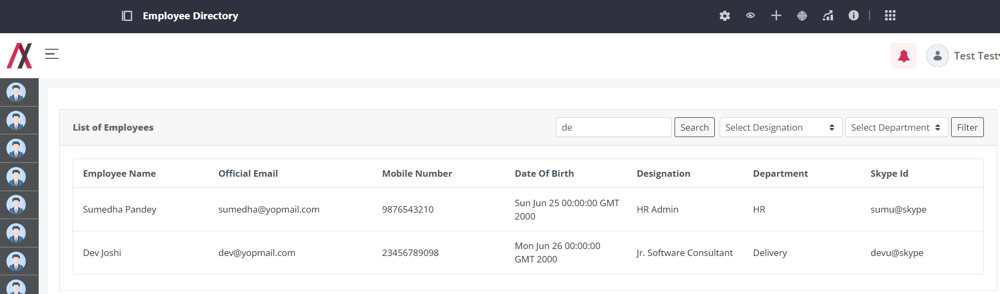 Employee Directory
Test Test
List of Employees
de
Search
Select Designation
Select Department
Filter
Employee Name Official Email Mobile Number Date Of Birth Designation Department Skype Id
Sumedha Pandey sumedha@yopmail.com 9876543210 Sun Jun 25 00:00:00 GMT
2000 HR Admin HR sumu@skype
Dev Joshi dev@yopmail.com 23456789098 Mon Jun 26 00:00:00
GMT 2000 Jr. Software Consultant Delivery devu@skype